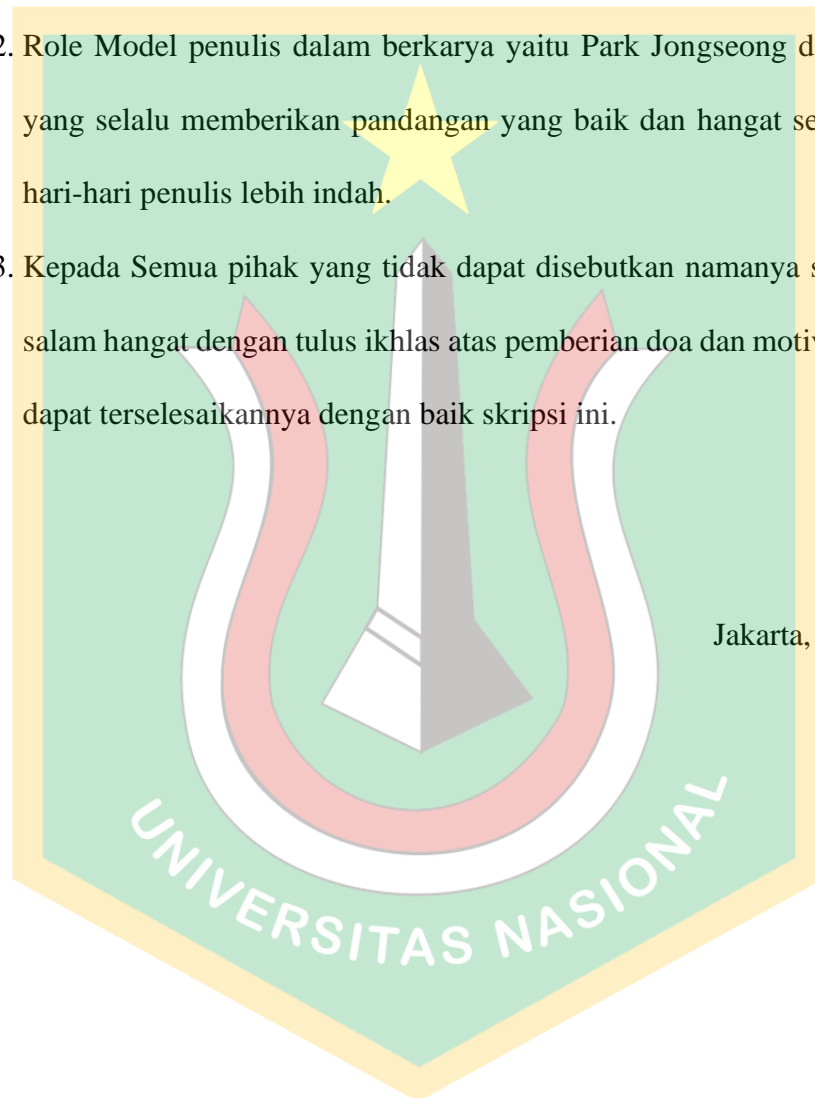 2. Role Model penulis dalam berkarya yaitu Park Jongseong d
yang selalu memberikan pandangan yang baik dan hangat se
hari-hari penulis lebih indah.
3. Kepada Semua pihak yang tidak dapat disebutkan namanya s
salam hangat dengan tulus ikhlas atas pemberian doa dan motiv
dapat terselesaikannya dengan baik skripsi ini.
Jakarta,
UNIVERSITAS NASIONAL